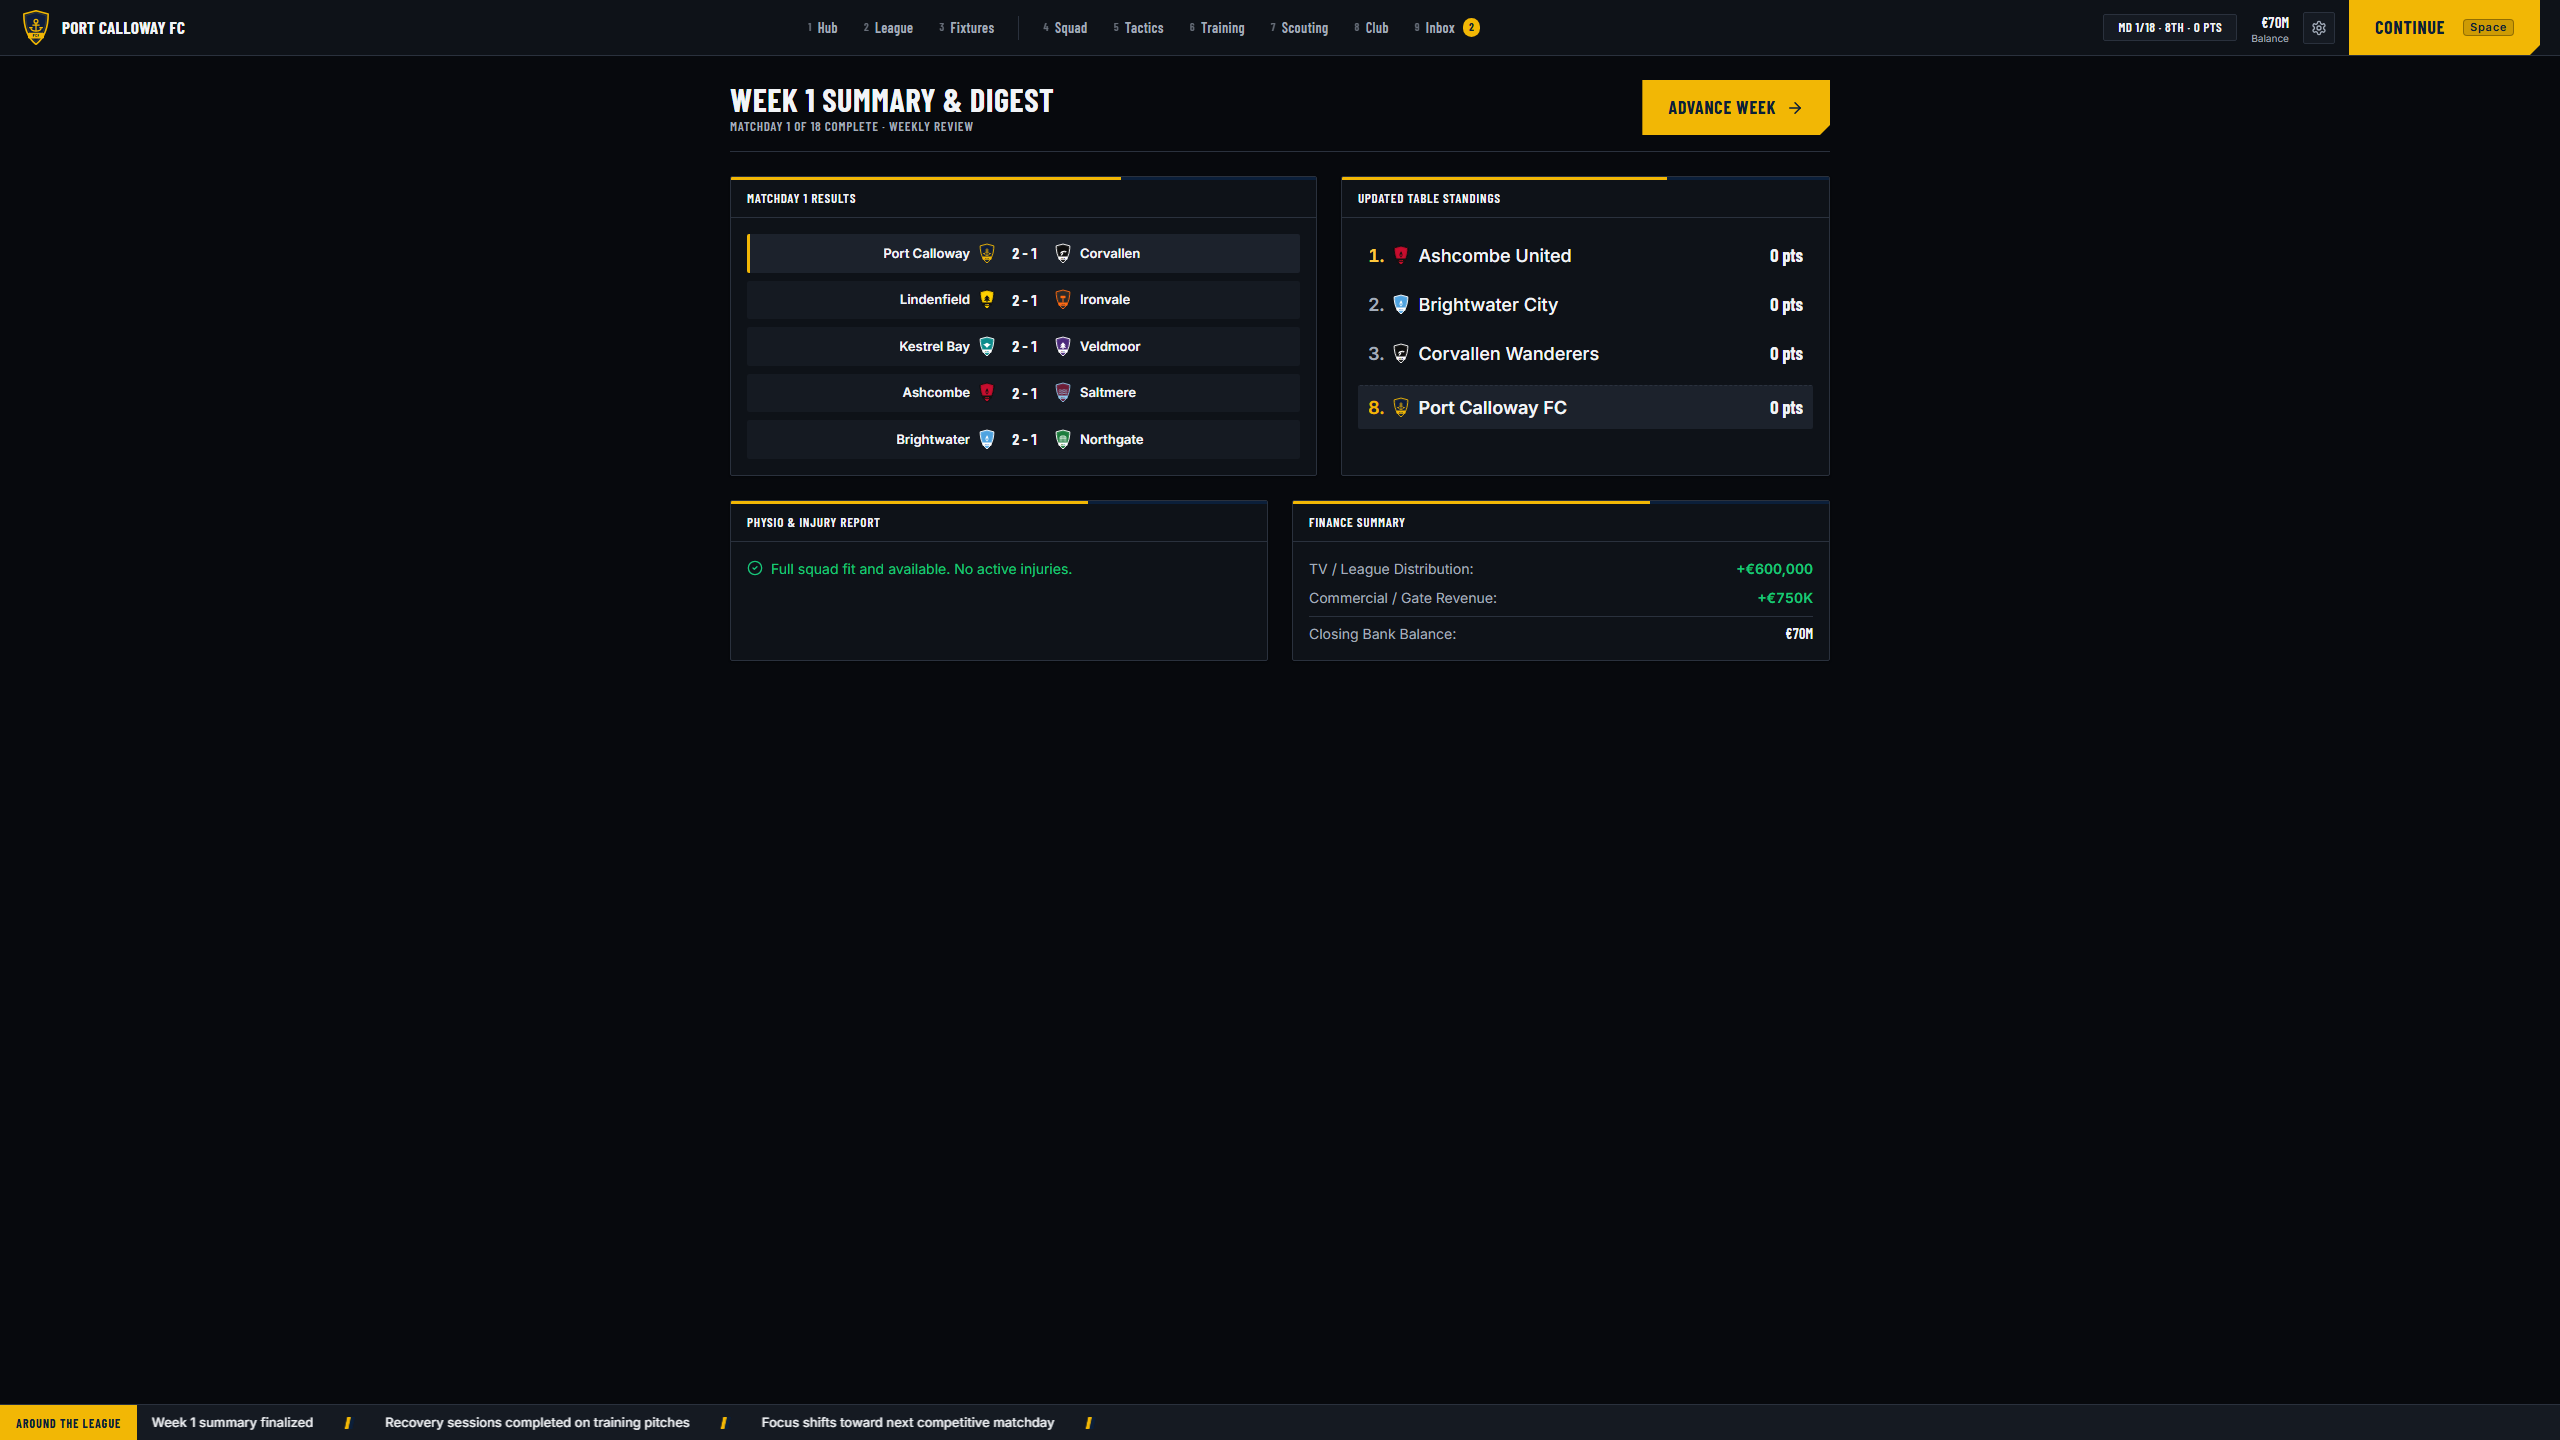 PORT CALLOWAY FC
1 Hub 2 League 3 Fixtures 4 Squad 5 Tactics 6 Training 7 Scouting 8 Club 9 Inbox 2
MD 1/18 · 8TH · 0 PTS
€70M
Balance
CONTINUE Space
WEEK 1 SUMMARY & DIGEST
MATCHDAY 1 OF 18 COMPLETE · WEEKLY REVIEW
ADVANCE WEEK →
MATCHDAY 1 RESULTS
Port Calloway 2 - 1 Corvallen
Lindenfield 2 - 1 Ironvale
Kestrel Bay 2 - 1 Veldmoor
Ashcombe 2 - 1 Saltmere
Brightwater 2 - 1 Northgate
UPDATED TABLE STANDINGS
1. Ashcombe United 0 pts
2. Brightwater City 0 pts
3. Corvallen Wanderers 0 pts
8. Port Calloway FC 0 pts
PHYSIO & INJURY REPORT
Full squad fit and available. No active injuries.
FINANCE SUMMARY
TV / League Distribution: +€600,000
Commercial / Gate Revenue: +€750K
Closing Bank Balance: €70M
AROUND THE LEAGUE Week 1 summary finalized / Recovery sessions completed on training pitches / Focus shifts toward next competitive matchday /